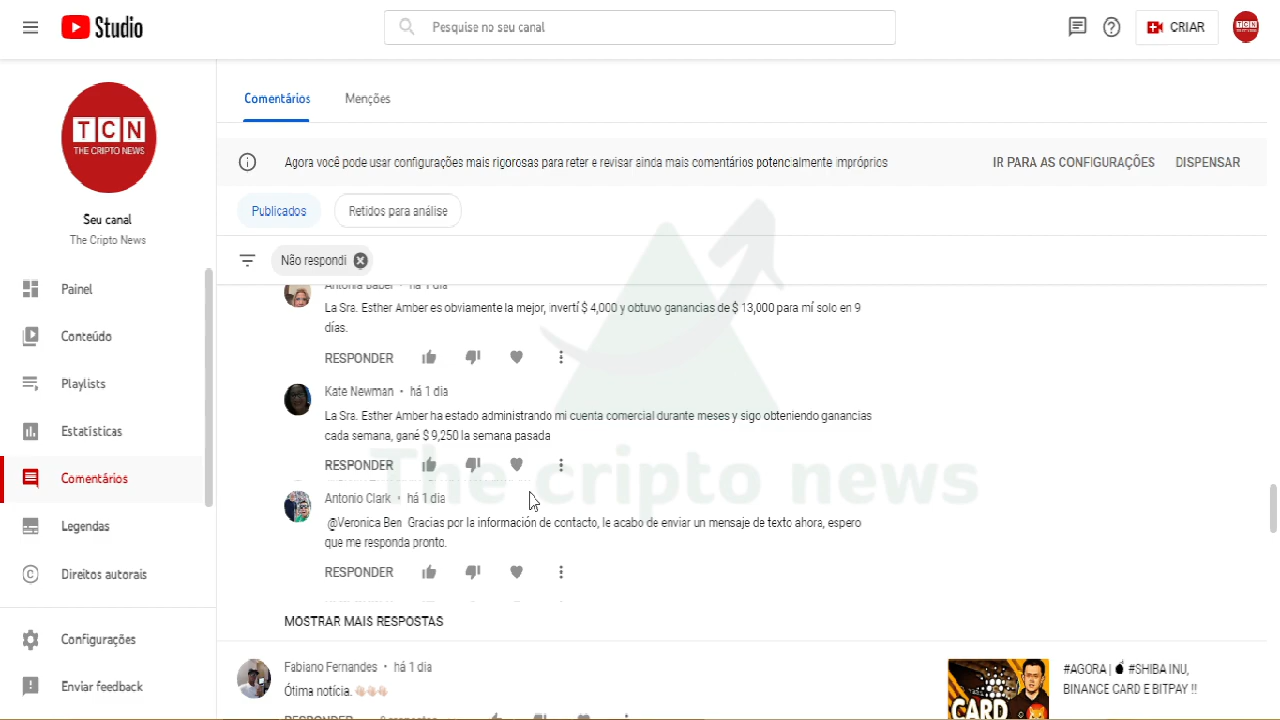 Studio
Pesquise no seu canal
CRIAR
TCN
THE CRIPTO NEWS
Seu canal
The Cripto News
Painel
Conteúdo
Playlists
Estatísticas
Comentários
Legendas
Direitos autorais
Configurações
Enviar feedback
Comentários
Menções
Agora você pode usar configurações mais rigorosas para reter e revisar ainda mais comentários potencialmente impróprios
IR PARA AS CONFIGURAÇÕES
DISPENSAR
Publicados
Retidos para análise
Não respondi
Antonia Baber • há 1 dia
La Sra. Esther Amber es obviamente la mejor, invertí $ 4,000 y obtuvo ganancias de $ 13,000 para mí solo en 9
días.
RESPONDER
Kate Newman • há 1 dia
La Sra. Esther Amber ha estado administrando mi cuenta comercial durante meses y sigo obteniendo ganancias
cada semana, gané $ 9,250 la semana pasada
RESPONDER
The cripto news
Antonio Clark • há 1 dia
@Veronica Ben Gracias por la información de contacto, le acabo de enviar un mensaje de texto ahora, espero
que me responda pronto.
RESPONDER
MOSTRAR MAIS RESPOSTAS
Fabiano Fernandes • há 1 dia
Ótima notícia. 👏🏻👏🏻👏🏻
RESPONDER
CARD
#AGORA | 💣 #SHIBA INU,
BINANCE CARD E BITPAY !!